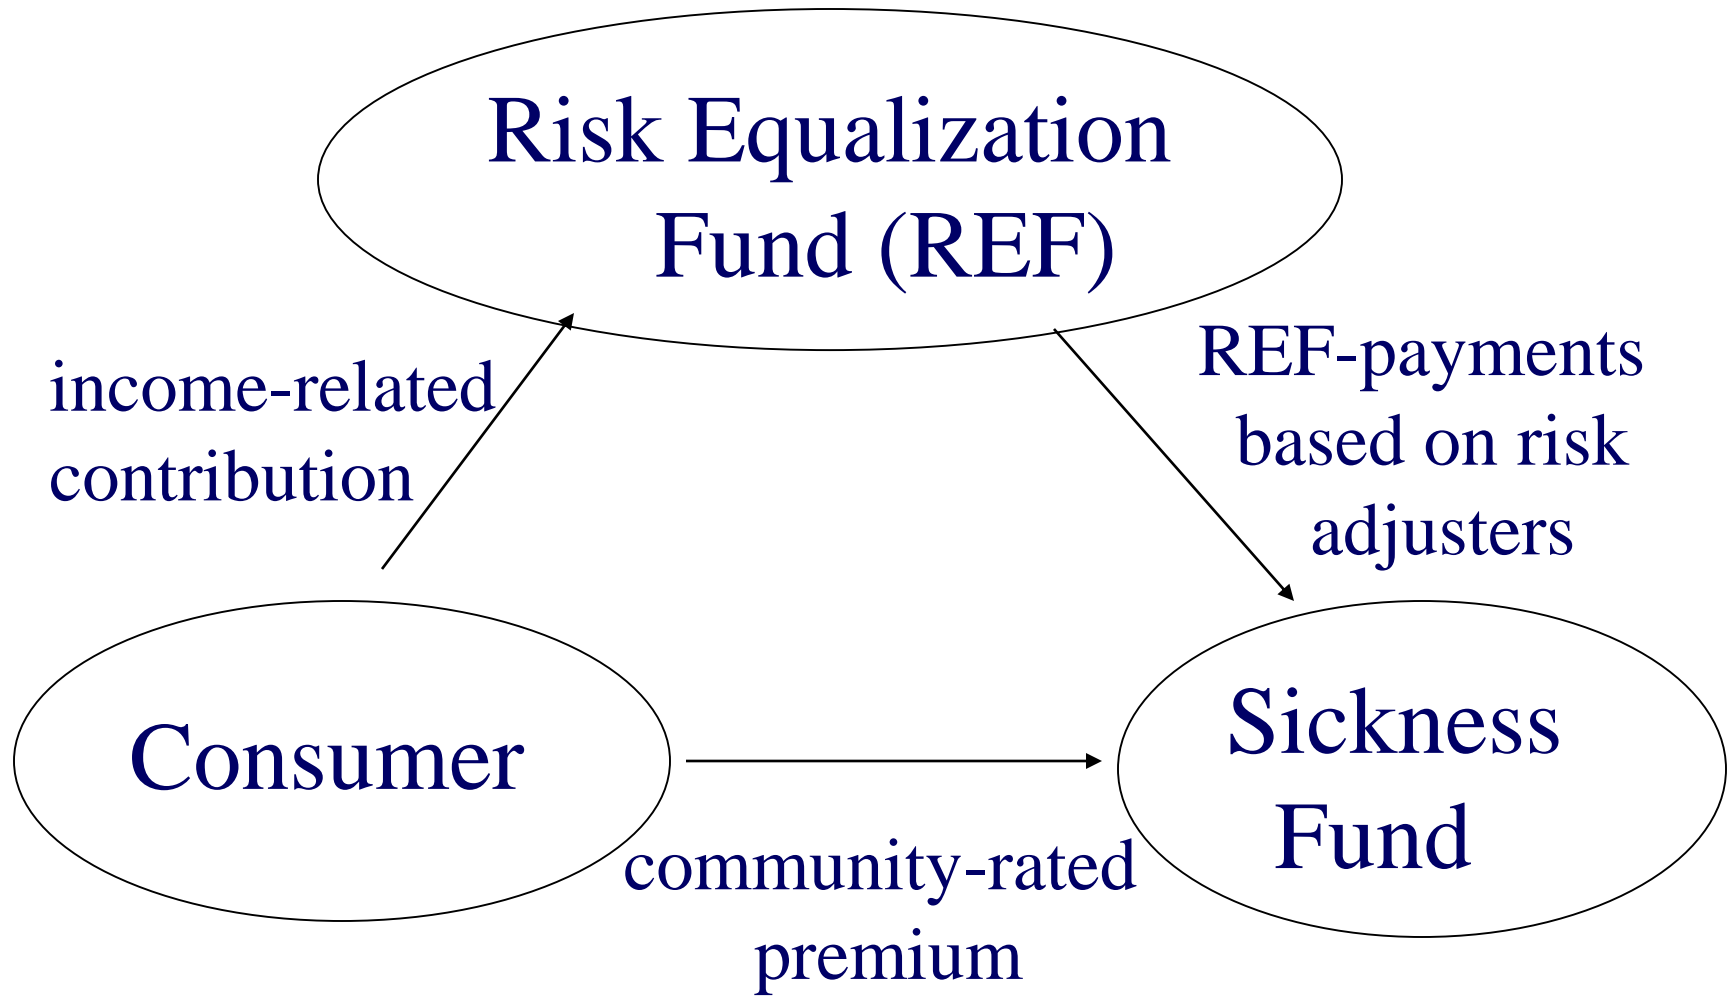 Risk Equalization
Fund (REF)
income-related
contribution
REF-payments
based on risk
adjusters
Consumer
Sickness
Fund
community-rated
premium